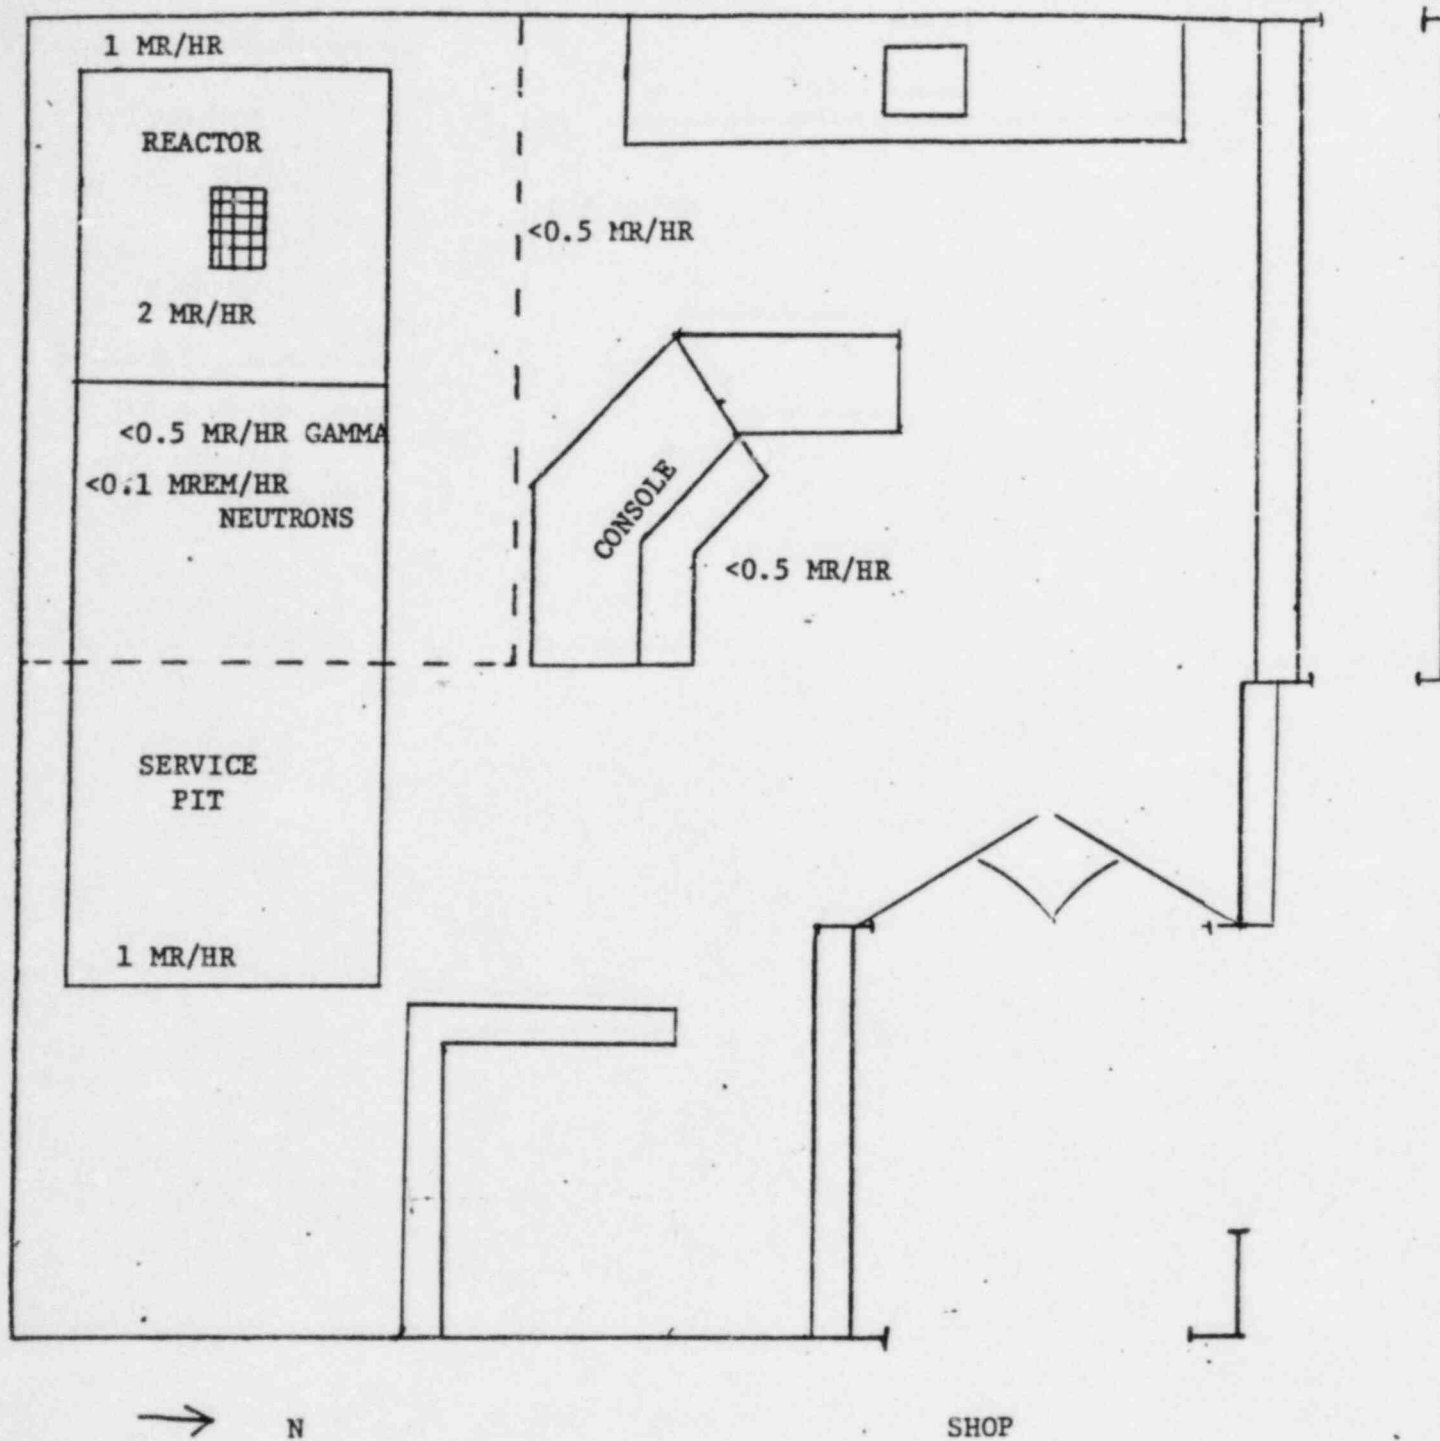 1 MR/HR
REACTOR
<0.5 MR/HR
2 MR/HR
<0.5 MR/HR GAMMA
<0.1 MREM/HR
NEUTRONS
CONSOLE
<0.5 MR/HR
SERVICE
PIT
1 MR/HR
N
SHOP